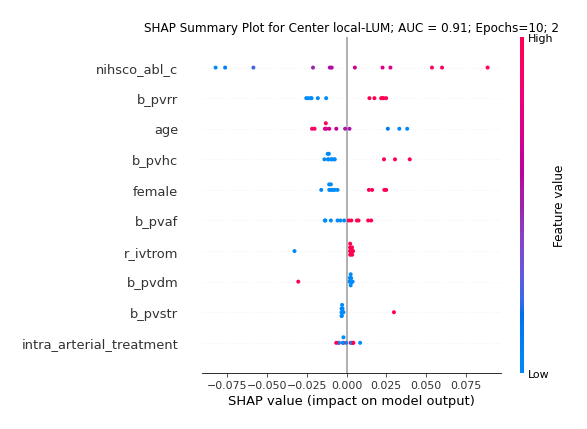 SHAP Summary Plot for Center local-LUM; AUC = 0.91; Epochs=10; 2
High
nihsco_abl_c
b_pvrr
age
b_pvhc
female
b_pvaf
r_ivtrom
b_pvdm
b_pvstr
intra_arterial_treatment
Feature value
Low
−0.075 −0.050 −0.025 0.000 0.025 0.050 0.075
SHAP value (impact on model output)